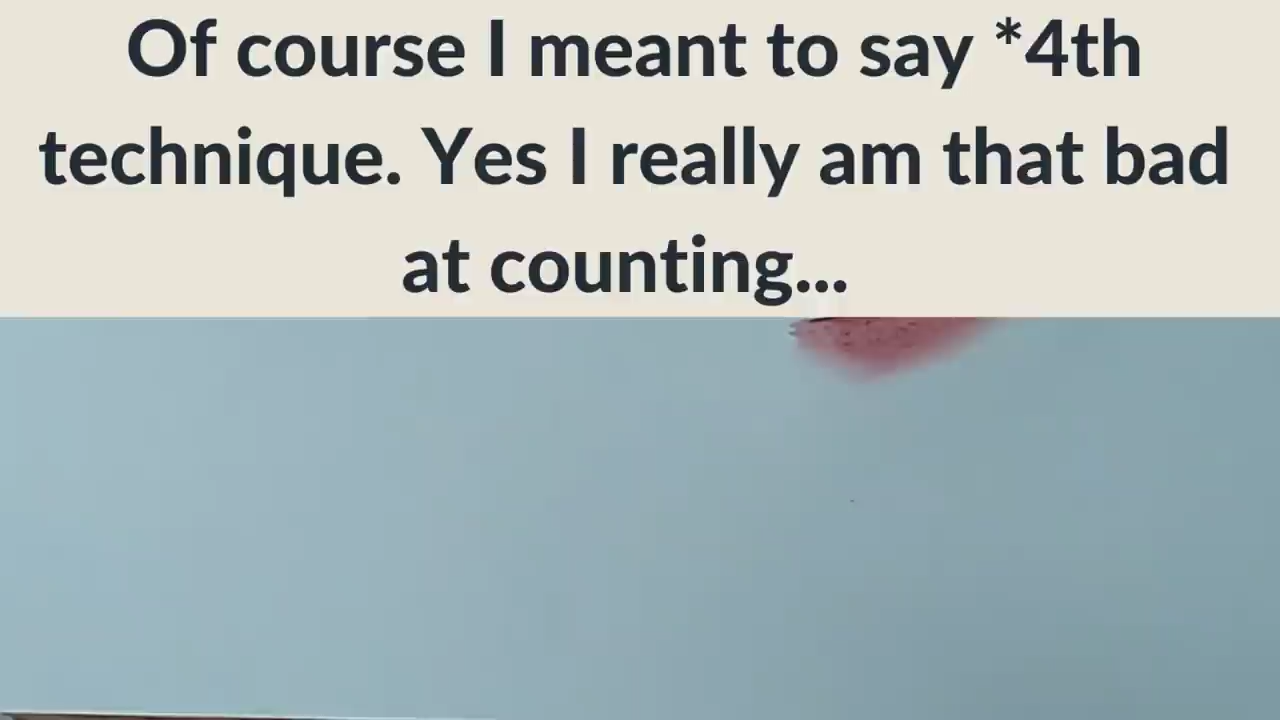 Of course I meant to say *4th
technique. Yes I really am that bad
at counting...